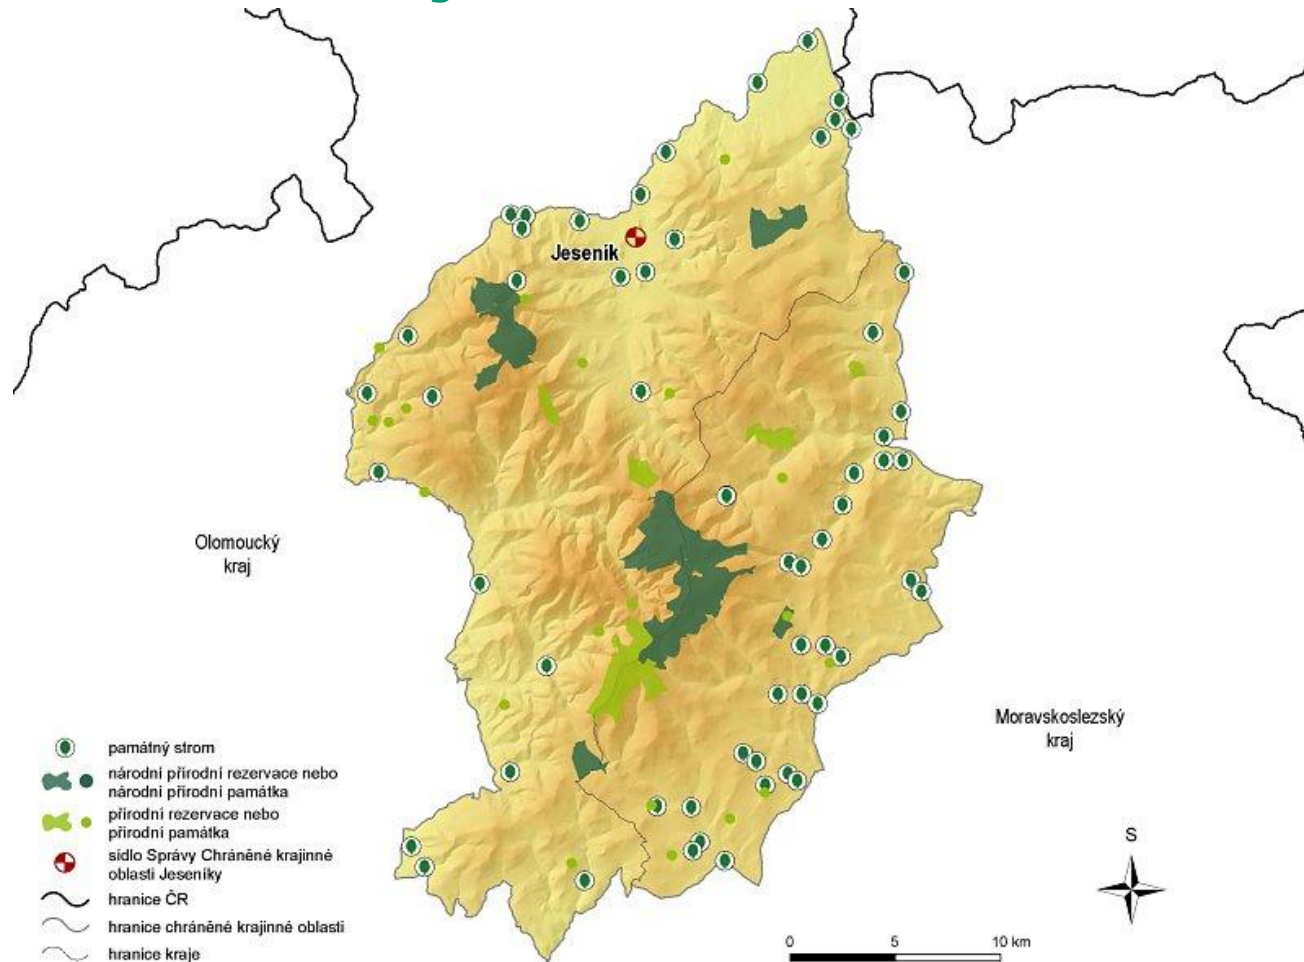 Jeseník
Olomoucký
kraj
Moravskoslezský
kraj
památný strom
národní přírodní rezervace nebo
národní přírodní památka
přírodní rezervace nebo
přírodní památka
sídlo Správy Chráněné krajinné
oblasti Jeseníky
hranice ČR
hranice chráněné krajinné oblasti
hranice kraje
S
0 5 10 km